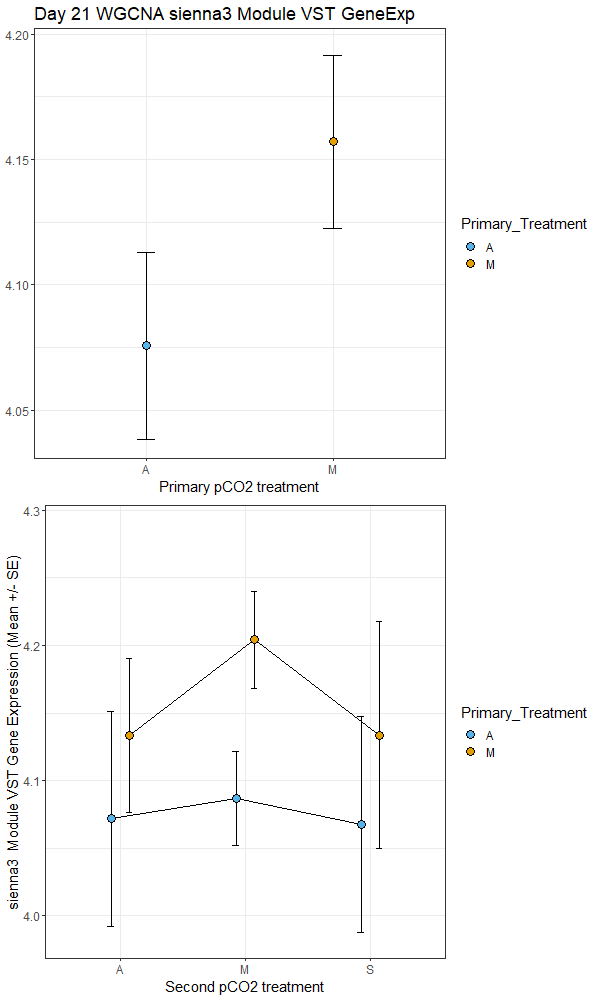 Day 21 WGCNA sienna3 Module VST GeneExp
4.20
4.15
4.10
4.05
A
M
Primary pCO2 treatment
Primary_Treatment
A
M
sienna3 Module VST Gene Expression (Mean +/- SE)
4.3
4.2
4.1
4.0
A
M
S
Second pCO2 treatment
Primary_Treatment
A
M